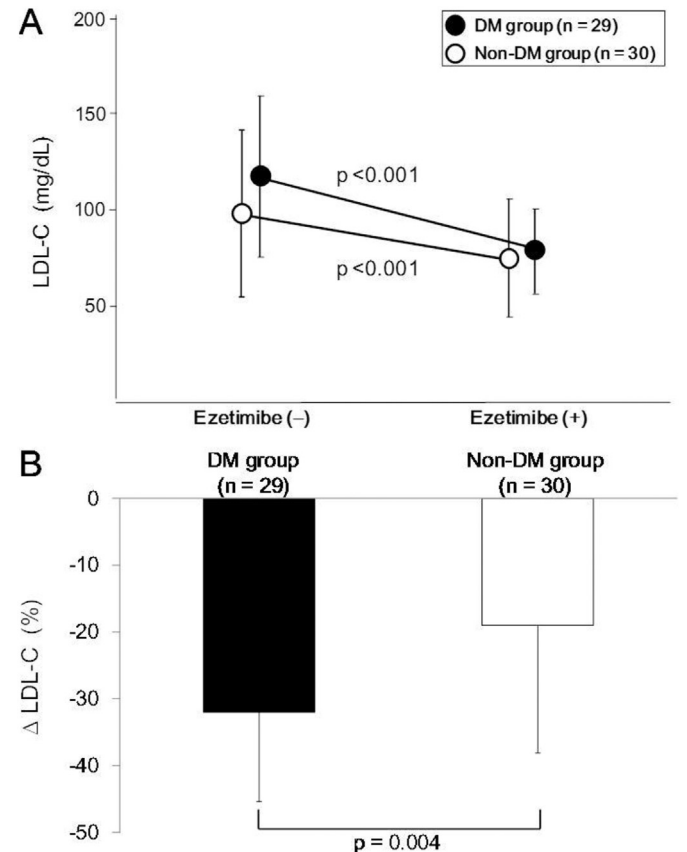 A
200
150
100
50
LDL-C (mg/dL)
DM group (n = 29)
Non-DM group (n = 30)
p <0.001
p <0.001
Ezetimibe (−)
Ezetimibe (+)
B
DM group
(n = 29)
Non-DM group
(n = 30)
0
-10
-20
-30
-40
-50
Δ LDL-C (%)
p = 0.004